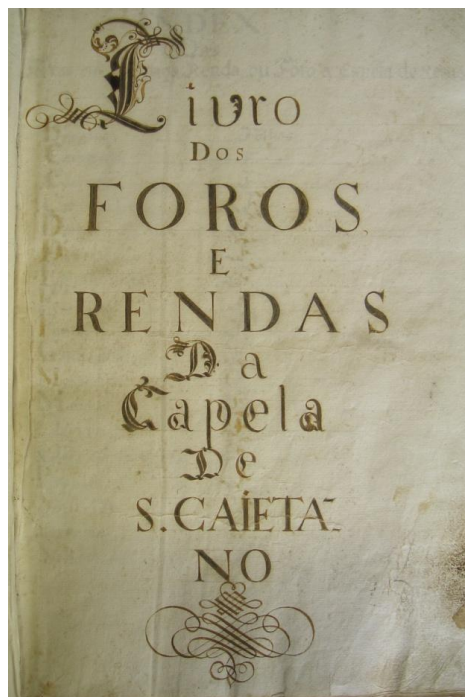 Livro
Dos
FOROS
E
RENDAS
Da
Capela
De
S. CAIETA-
NO